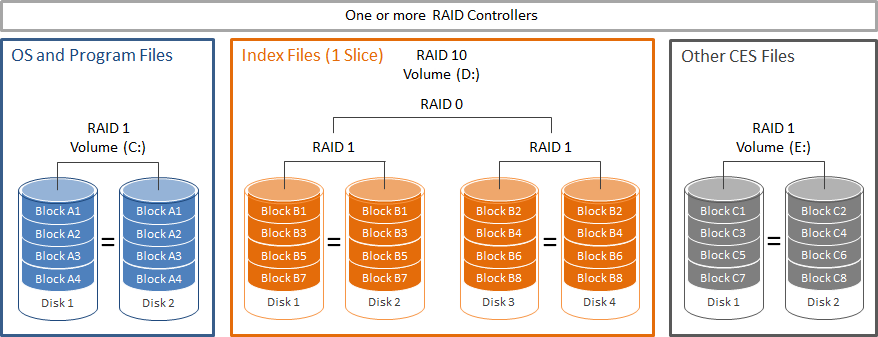 One or more RAID Controllers
OS and Program Files
RAID 1
Volume (C:)
Block A1
Block A2
Block A3
Block A4
Disk 1
=
Block A1
Block A2
Block A3
Block A4
Disk 2
Index Files (1 Slice)
RAID 10
Volume (D:)
RAID 0
RAID 1
Block B1
Block B3
Block B5
Block B7
Disk 1
=
Block B1
Block B3
Block B5
Block B7
Disk 2
RAID 1
Block B2
Block B4
Block B6
Block B8
Disk 3
=
Block B2
Block B4
Block B6
Block B8
Disk 4
Other CES Files
RAID 1
Volume (E:)
Block C1
Block C3
Block C5
Block C7
Disk 1
=
Block C2
Block C4
Block C6
Block C8
Disk 2